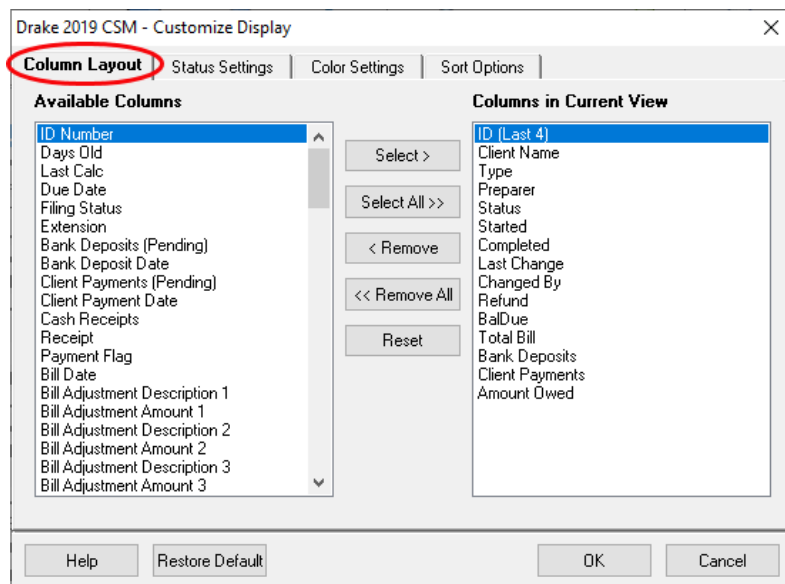 Drake 2019 CSM - Customize Display
Column Layout
Status Settings
Color Settings
Sort Options
Available Columns
ID Number
Days Old
Last Calc
Due Date
Filing Status
Extension
Bank Deposits (Pending)
Bank Deposit Date
Client Payments (Pending)
Client Payment Date
Cash Receipts
Receipt
Payment Flag
Bill Date
Bill Adjustment Description 1
Bill Adjustment Amount 1
Bill Adjustment Description 2
Bill Adjustment Amount 2
Bill Adjustment Description 3
Bill Adjustment Amount 3
Select >
Select All >>
< Remove
<< Remove All
Reset
Columns in Current View
ID (Last 4)
Client Name
Type
Preparer
Status
Started
Completed
Last Change
Changed By
Refund
BalDue
Total Bill
Bank Deposits
Client Payments
Amount Owed
Help
Restore Default
OK
Cancel